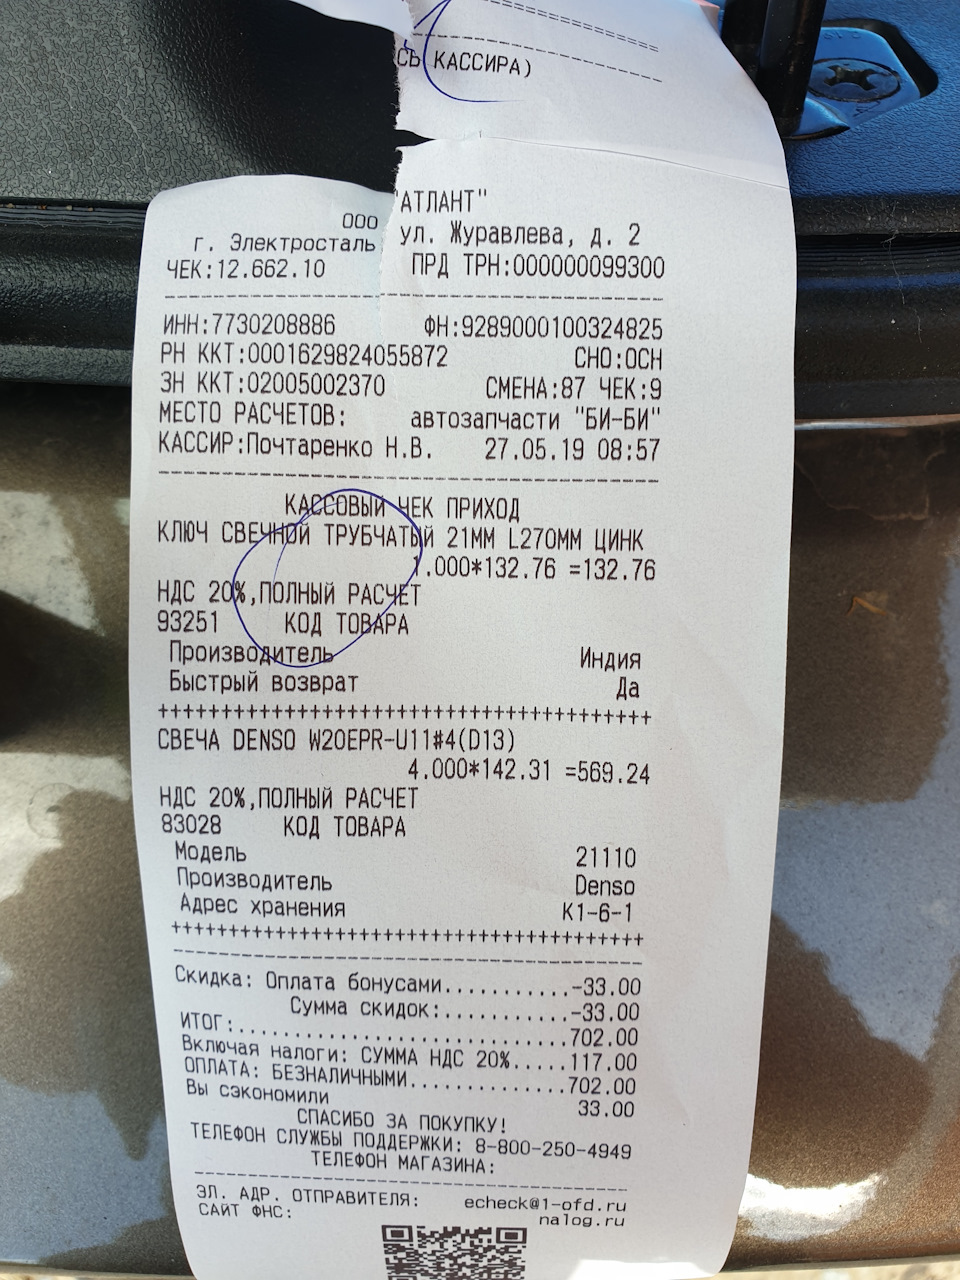 СЬ КАССИРА)
ООО "АТЛАНТ"
г. Электросталь ул. Журавлева, д. 2
ЧЕК:12.662.10 ПРД ТРН:000000099300
ИНН:7730208886 ФН:9289000100324825
РН ККТ:0001629824055872 СНО:ОСН
ЗН ККТ:02005002370 СМЕНА:87 ЧЕК:9
МЕСТО РАСЧЕТОВ: автозапчасти "БИ-БИ"
КАССИР:Почтаренко Н.В. 27.05.19 08:57
КАССОВЫЙ ЧЕК ПРИХОД
КЛЮЧ СВЕЧНОЙ ТРУБЧАТЫЙ 21ММ L270ММ ЦИНК
1.000*132.76 =132.76
НДС 20%,ПОЛНЫЙ РАСЧЕТ
93251 КОД ТОВАРА
Производитель Индия
Быстрый возврат Да
+++++++++++++++++++++++++++++++++++++++
СВЕЧА DENSO W20EPR-U11#4(D13)
4.000*142.31 =569.24
НДС 20%,ПОЛНЫЙ РАСЧЕТ
83028 КОД ТОВАРА
Модель 21110
Производитель Denso
Адрес хранения К1-6-1
+++++++++++++++++++++++++++++++++++++++
Скидка: Оплата бонусами...........-33.00
Сумма скидок:..........-33.00
ИТОГ:................................702.00
Включая налоги: СУММА НДС 20%.....117.00
ОПЛАТА: БЕЗНАЛИЧНЫМИ..............702.00
Вы сэкономили 33.00
СПАСИБО ЗА ПОКУПКУ!
ТЕЛЕФОН СЛУЖБЫ ПОДДЕРЖКИ: 8-800-250-4949
ТЕЛЕФОН МАГАЗИНА:
ЭЛ. АДР. ОТПРАВИТЕЛЯ: echeck@1-ofd.ru
САЙТ ФНС: nalog.ru